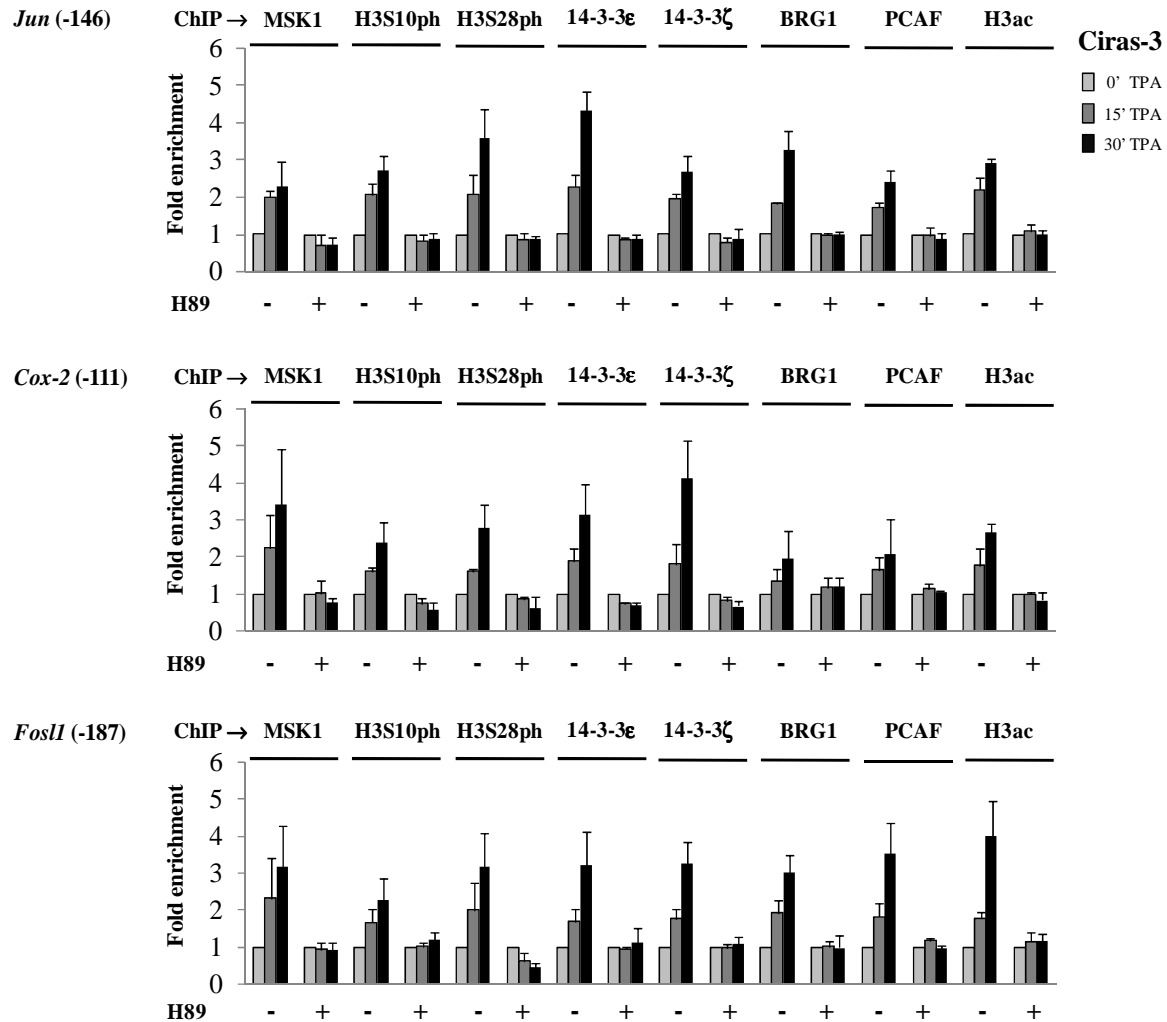 Jun (-146) ChIP → MSK1 H3S10ph H3S28ph 14-3-3ε 14-3-3ζ BRG1 PCAF H3ac
Ciras-3
0' TPA
15' TPA
30' TPA
Fold enrichment
6
5
4
3
2
1
0
H89 - + - + - + - + - + - + - + - +
Cox-2 (-111) ChIP → MSK1 H3S10ph H3S28ph 14-3-3ε 14-3-3ζ BRG1 PCAF H3ac
Fold enrichment
6
5
4
3
2
1
0
H89 - + - + - + - + - + - + - + - +
Fosl1 (-187) ChIP → MSK1 H3S10ph H3S28ph 14-3-3ε 14-3-3ζ BRG1 PCAF H3ac
Fold enrichment
6
5
4
3
2
1
0
H89 - + - + - + - + - + - + - + - +